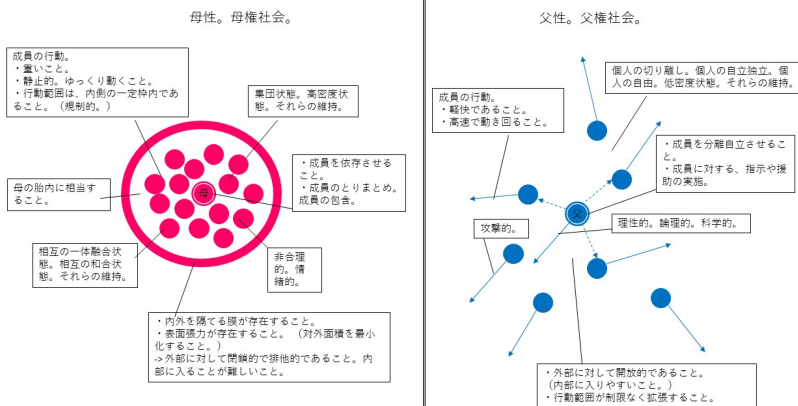 母性。母権社会。
成員の行動。
・重いこと。
・静止的。ゆっくり動くこと。
・行動範囲は、内側の一定枠内であ
ること。（規制的。）
集団状態。高密度状
態。それらの維持。
・成員を依存させる
こと。
・成員のとりまとめ。
成員の包含。
母
母の胎内に相当す
ること。
相互の一体融合状
態。相互の和合状
態。それらの維持。
非合理
的。情
緒的。
・内外を隔てる膜が存在すること。
・表面張力が存在すること。（対外面積を最小
化すること。）
->外部に対して閉鎖的で排他的であること。内
部に入ることが難しいこと。
父性。父権社会。
個人の切り離し。個人の自立独立。個
人の自由。低密度状態。それらの維持。
成員の行動。
・軽快であること。
・高速で動き回ること。
・成員を分離自立させるこ
と。
・成員に対する、指示や援
助の実施。
父
攻撃的。
理性的。論理的。科学的。
・外部に対して開放的であること。
（内部に入りやすいこと。）
・行動範囲が制限なく拡張すること。